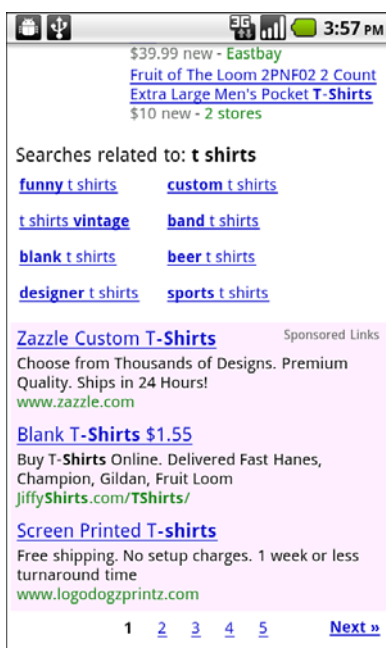 3G 3:57 PM
$39.99 new - Eastbay
Fruit of The Loom 2PNF02 2 Count
Extra Large Men's Pocket T-Shirts
$10 new - 2 stores
Searches related to: t shirts
funny t shirts custom t shirts
t shirts vintage band t shirts
blank t shirts beer t shirts
designer t shirts sports t shirts
Zazzle Custom T-Shirts Sponsored Links
Choose from Thousands of Designs. Premium
Quality. Ships in 24 Hours!
www.zazzle.com
Blank T-Shirts $1.55
Buy T-Shirts Online. Delivered Fast Hanes,
Champion, Gildan, Fruit Loom
JiffyShirts.com/TShirts/
Screen Printed T-shirts
Free shipping. No setup charges. 1 week or less
turnaround time
www.logodogzprintz.com
1 2 3 4 5 Next »